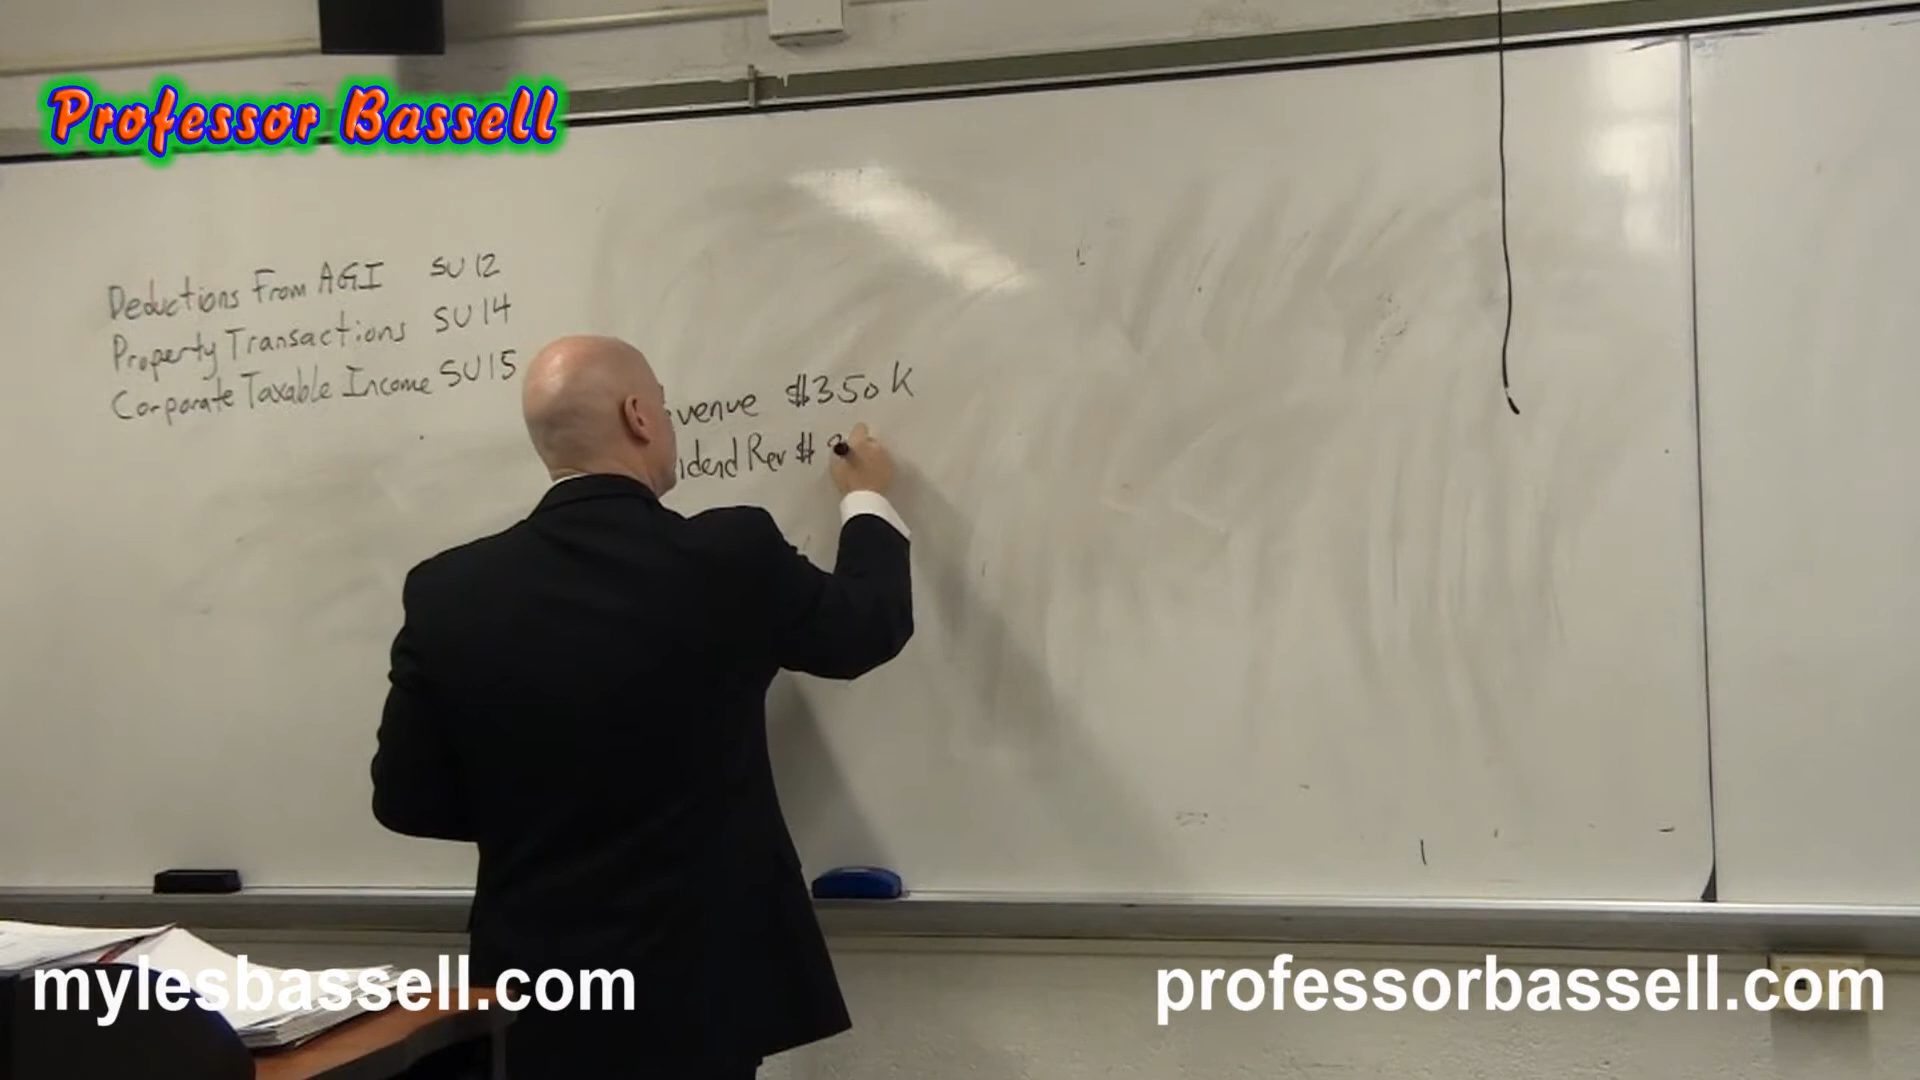 Professor Bassell
Deductions From AGI SU 12
Property Transactions SU 14
Corporate Taxable Income SU 15
venue $350K
idend Rev $
mylesbassell.com
professorbassell.com